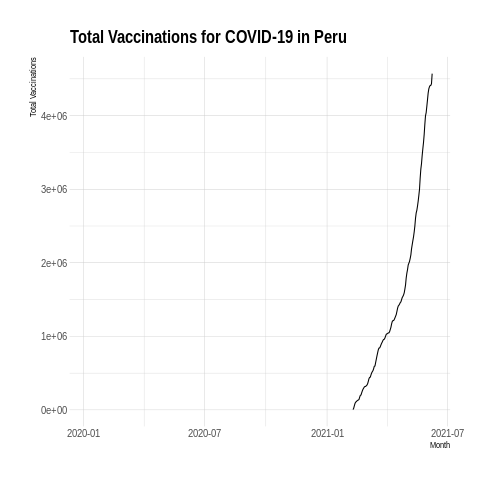 Total Vaccinations for COVID-19 in Peru
Total Vaccinations
4e+06
3e+06
2e+06
1e+06
0e+00
2020-01 2020-07 2021-01 2021-07
Month